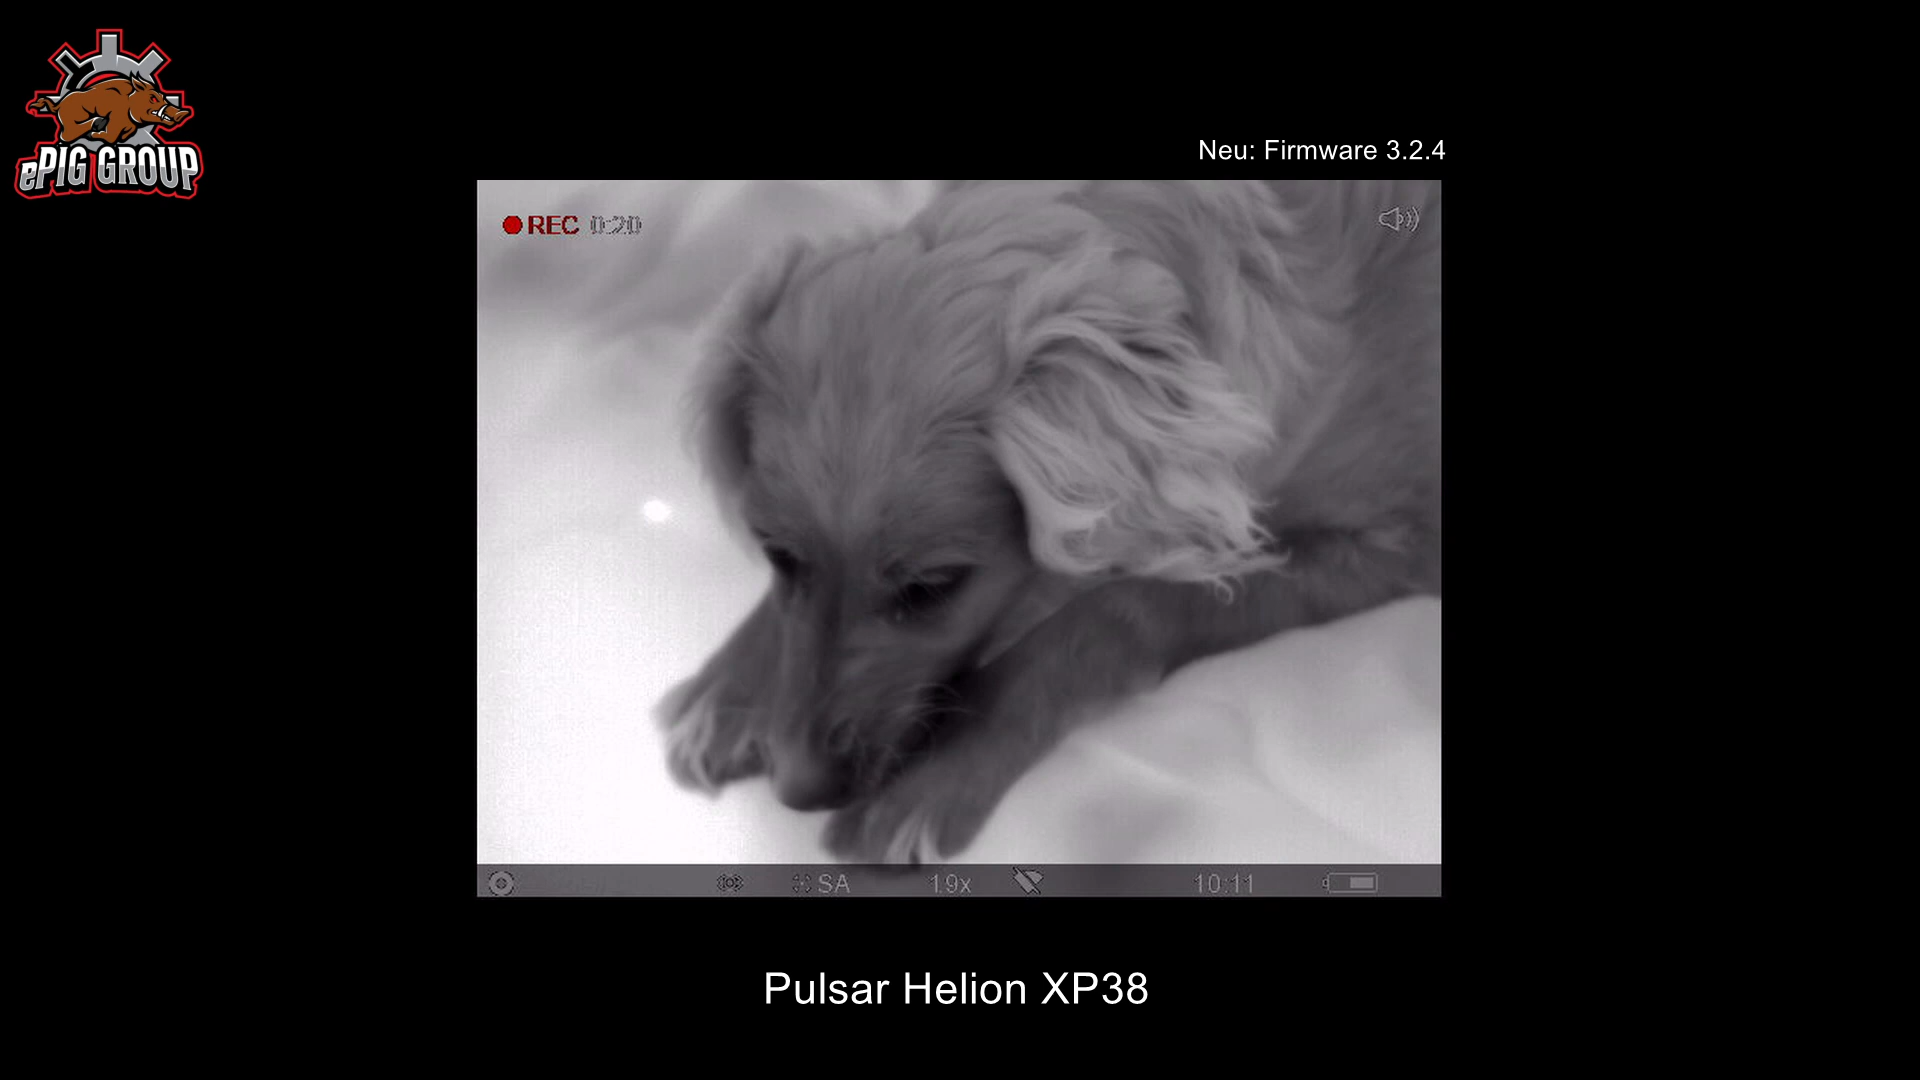 ePIG GROUP
Neu: Firmware 3.2.4
REC 0:20
SA 1.9x 10:11
Pulsar Helion XP38